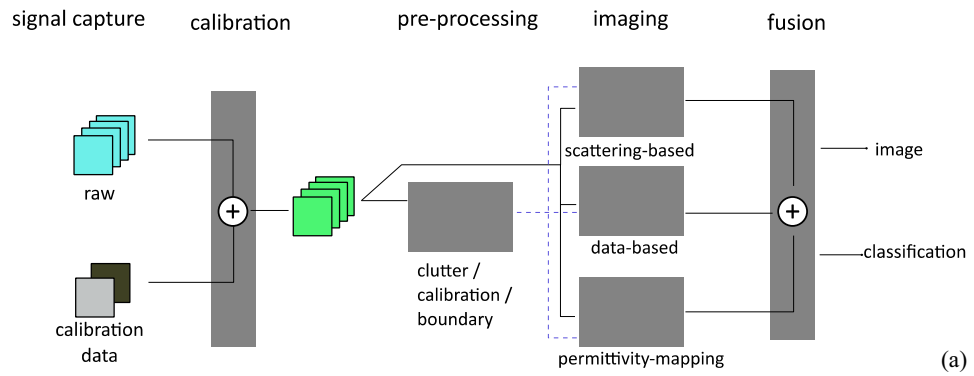 signal capture
calibration
pre-processing
imaging
fusion
raw
calibration
data
clutter /
calibration /
boundary
scattering-based
data-based
permittivity-mapping
image
classification
(a)